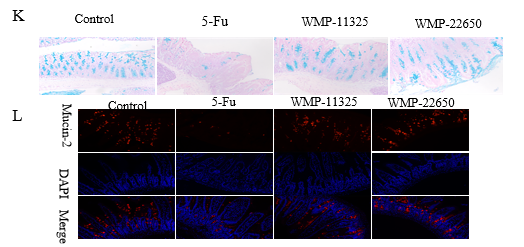 K
Control 5-Fu WMP-11325 WMP-22650
L
Control 5-Fu WMP-11325 WMP-22650
Mucin-2
DAPI
Merge